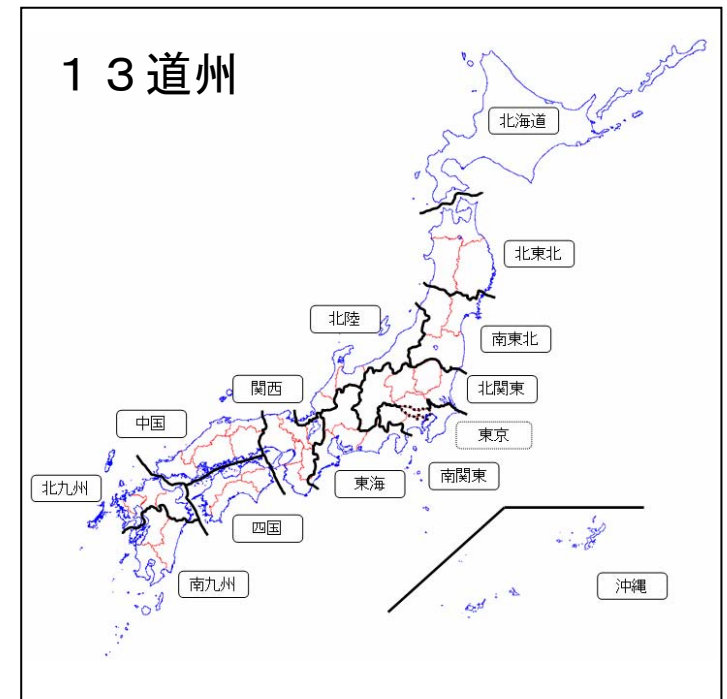 １３道州
北海道
北東北
北陸
南東北
関西
北関東
中国
東京
北九州
東海
南関東
四国
南九州
沖縄